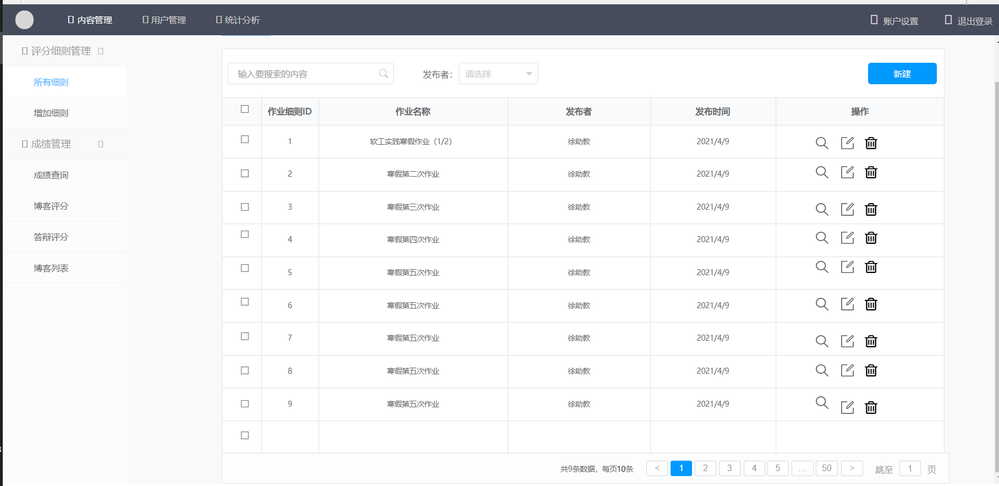 内容管理 用户管理 统计分析 账户设置 退出登录
评分细则管理
所有细则
增加细则
成绩管理
成绩查询
博客评分
答辩评分
博客列表
输入要搜索的内容 发布者： 请选择 新建
作业细则ID 作业名称 发布者 发布时间 操作
1 软工实践寒假作业（1/2） 徐助教 2021/4/9
2 寒假第二次作业 徐助教 2021/4/9
3 寒假第三次作业 徐助教 2021/4/9
4 寒假第四次作业 徐助教 2021/4/9
5 寒假第五次作业 徐助教 2021/4/9
6 寒假第五次作业 徐助教 2021/4/9
7 寒假第五次作业 徐助教 2021/4/9
8 寒假第五次作业 徐助教 2021/4/9
9 寒假第五次作业 徐助教 2021/4/9
共9条数据，每页10条 < 1 2 3 4 5 ... 50 > 跳至 1 页